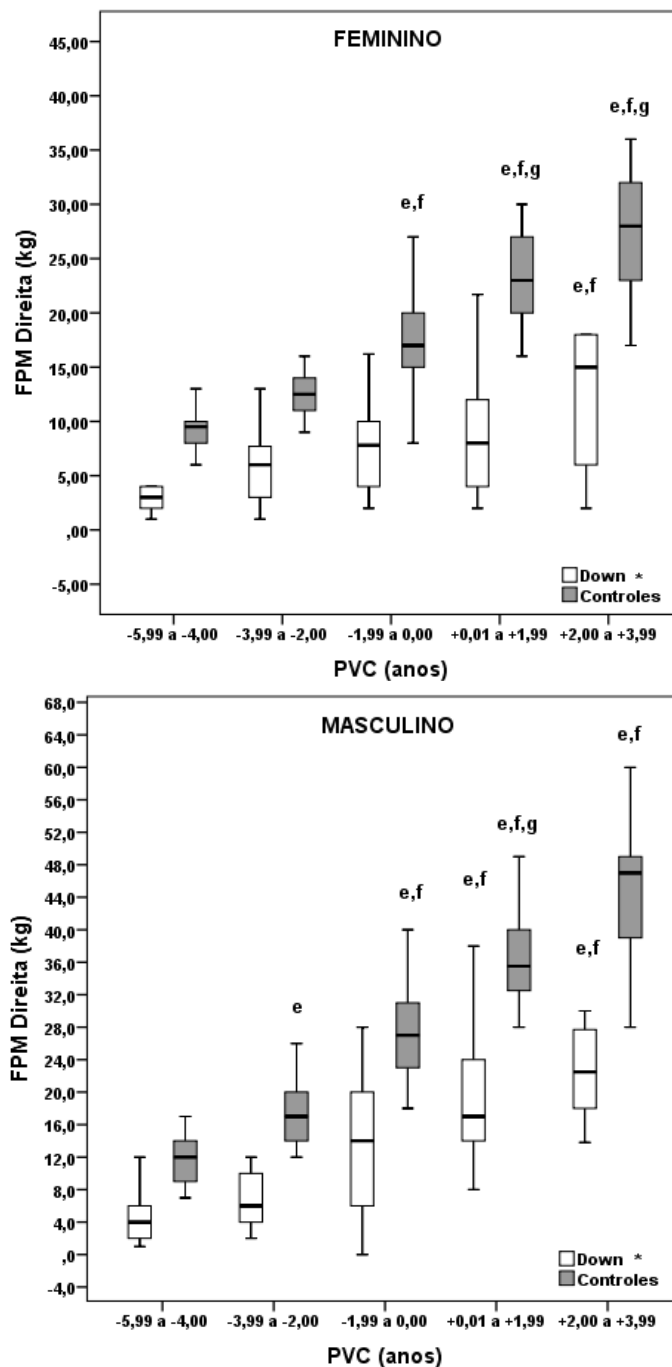 FEMININO
45,00
40,00
35,00
30,00
25,00
20,00
15,00
10,00
5,00
,00
-5,00
FPM Direita (kg)
e,f
e,f,g
e,f
e,f,g
Down *
Controles
-5,99 a -4,00 -3,99 a -2,00 -1,99 a 0,00 +0,01 a +1,99 +2,00 a +3,99
PVC (anos)
MASCULINO
68,0
64,0
60,0
56,0
52,0
48,0
44,0
40,0
36,0
32,0
28,0
24,0
20,0
16,0
12,0
8,0
4,0
,0
-4,0
FPM Direita (kg)
e
e,f
e,f
e,f,g
e,f
e,f
Down *
Controles
-5,99 a -4,00 -3,99 a -2,00 -1,99 a 0,00 +0,01 a +1,99 +2,00 a +3,99
PVC (anos)